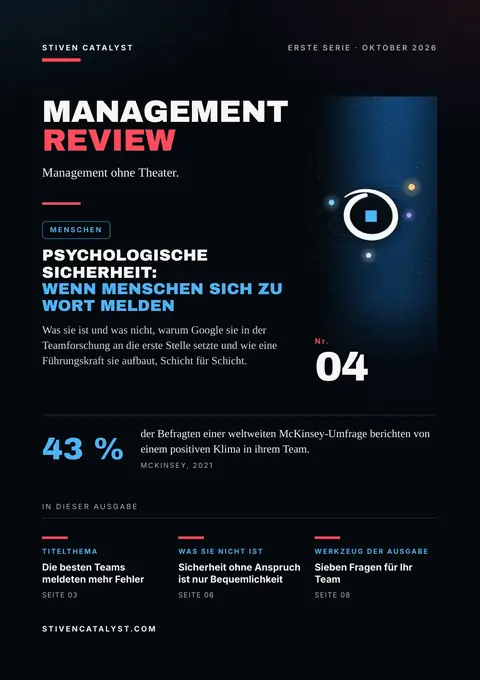 STIVEN CATALYST
ERSTE SERIE · OKTOBER 2026
MANAGEMENT
REVIEW
Management ohne Theater.
MENSCHEN
PSYCHOLOGISCHE
SICHERHEIT:
WENN MENSCHEN SICH ZU
WORT MELDEN
Was sie ist und was nicht, warum Google sie in der
Teamforschung an die erste Stelle setzte und wie eine
Führungskraft sie aufbaut, Schicht für Schicht.
Nr.
04
43 %
der Befragten einer weltweiten McKinsey-Umfrage berichten von
einem positiven Klima in ihrem Team.
MCKINSEY, 2021
IN DIESER AUSGABE
TITELTHEMA
Die besten Teams
meldeten mehr Fehler
SEITE 03
WAS SIE NICHT IST
Sicherheit ohne Anspruch
ist nur Bequemlichkeit
SEITE 06
WERKZEUG DER AUSGABE
Sieben Fragen für Ihr
Team
SEITE 08
STIVENCATALYST.COM